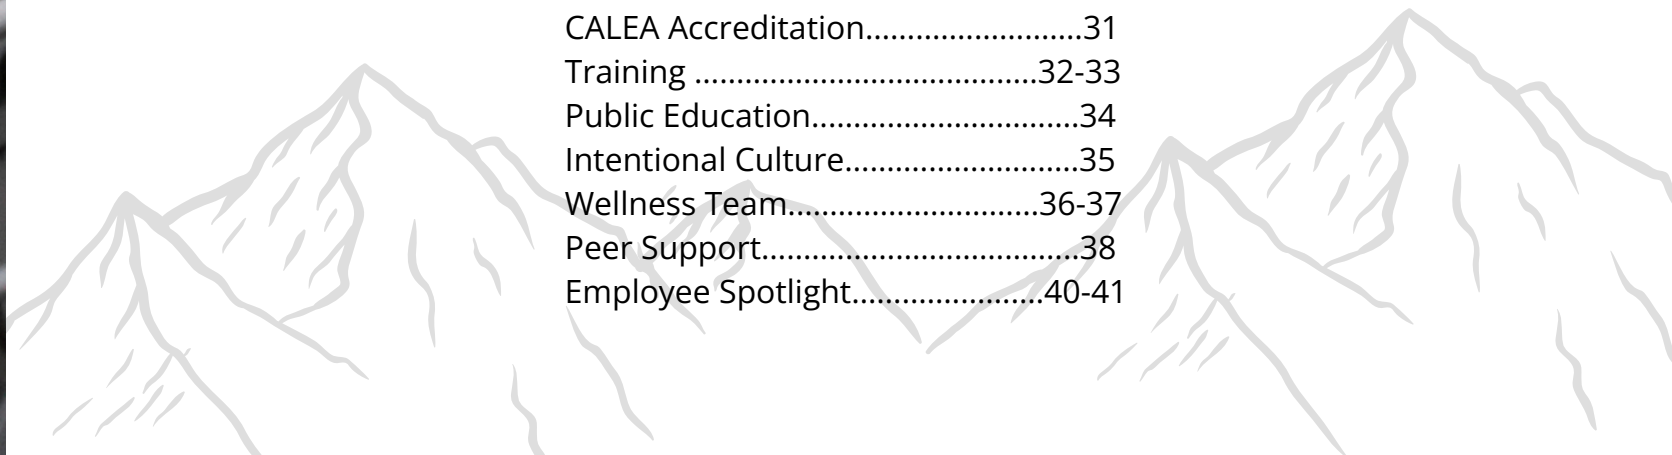 CALEA Accreditation..........................31
Training .........................................32-33
Public Education................................34
Intentional Culture............................35
Wellness Team..............................36-37
Peer Support......................................38
Employee Spotlight.......................40-41